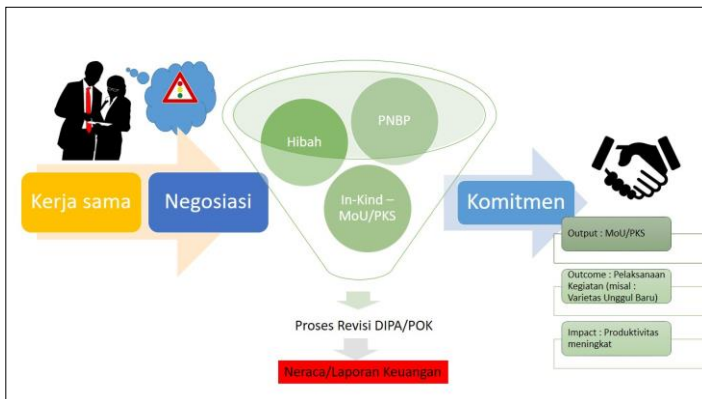 Kerja sama
Negosiasi
Hibah
PNBP
In-Kind –
MoU/PKS
Proses Revisi DIPA/POK
Neraca/Laporan Keuangan
Komitmen
Output : MoU/PKS
Outcome : Pelaksanaan
Kegiatan (misal :
Varietas Unggul Baru)
Impact : Produktivitas
meningkat